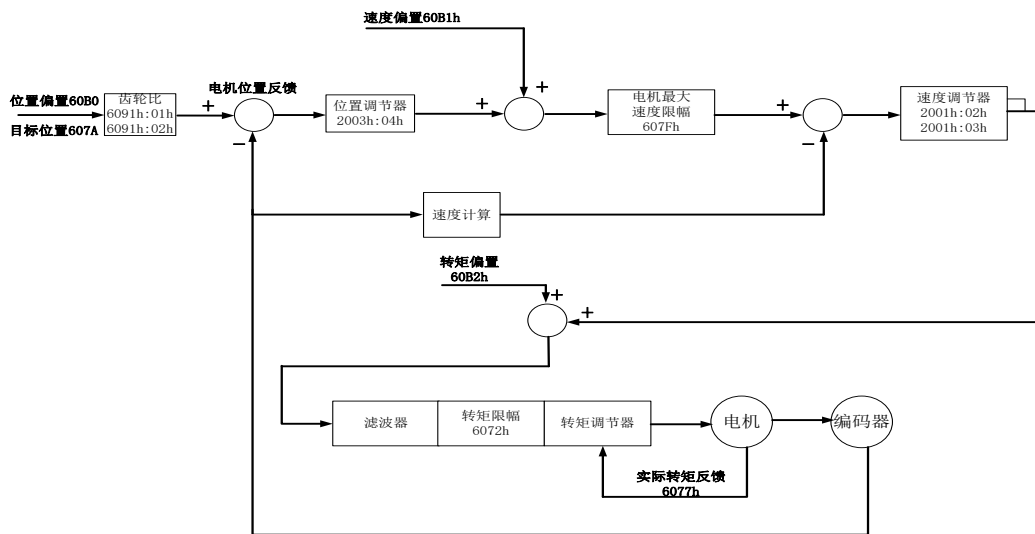 速度偏置60B1h
位置偏置60B0
目标位置607A
齿轮比
6091h:01h
6091h:02h
+
电机位置反馈
−
位置调节器
2003h:04h
+
+
电机最大
速度限幅
607Fh
+
−
速度调节器
2001h:02h
2001h:03h
速度计算
转矩偏置
60B2h
+
+
滤波器
转矩限幅
6072h
转矩调节器
电机
编码器
实际转矩反馈
6077h